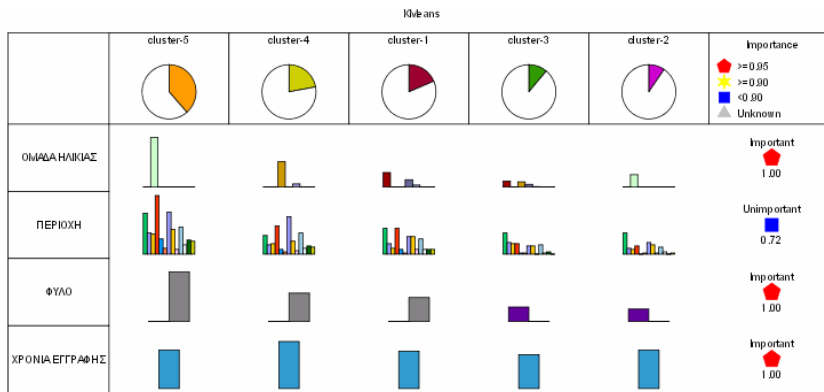 KMeans
cluster-5
cluster-4
cluster-1
cluster-3
cluster-2
Importance
>= 0.95
>= 0.90
<0.90
Unknown
ΟΜΑΔΑ ΗΛΙΚΙΑΣ
Important
1.00
ΠΕΡΙΟΧΗ
Unimportant
0.72
ΦΥΛΟ
Important
1.00
ΧΡΟΝΙΑ ΕΓΓΡΑΦΗΣ
Important
1.00